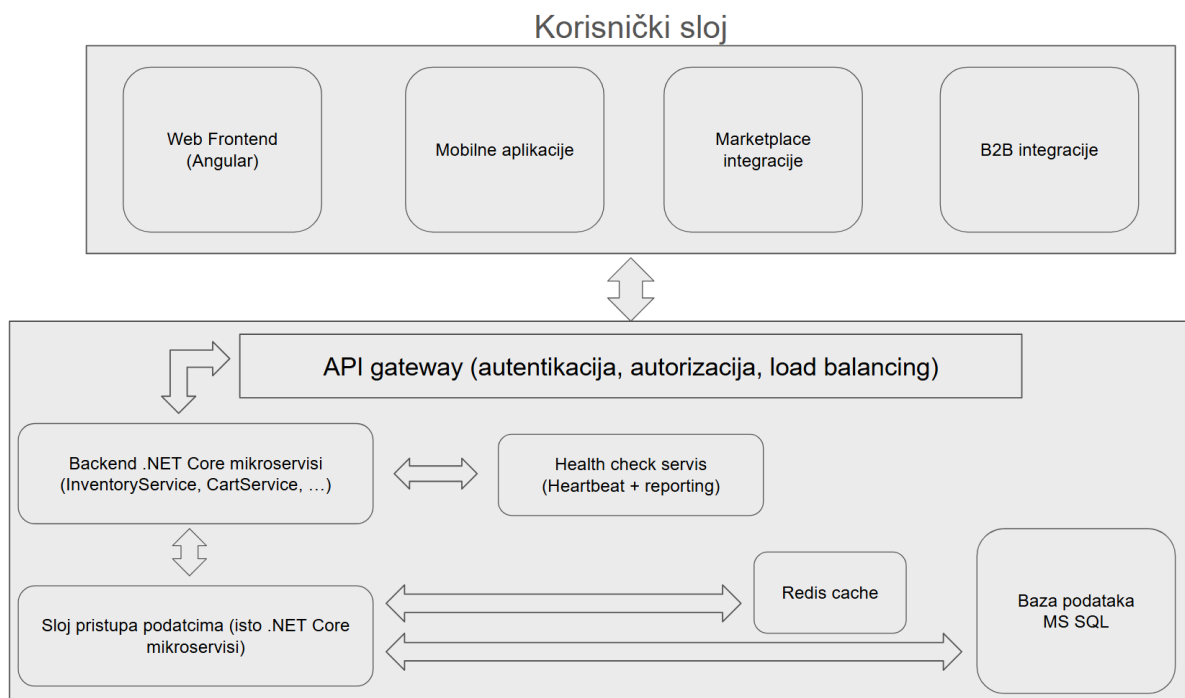 Korisnički sloj
Web Frontend
(Angular)
Mobilne aplikacije
Marketplace
integracije
B2B integracije
API gateway (autentikacija, autorizacija, load balancing)
Backend .NET Core mikroservisi
(InventoryService, CartService, …)
Health check servis
(Heartbeat + reporting)
Redis cache
Baza podataka
MS SQL
Sloj pristupa podatcima (isto .NET Core
mikroservisi)